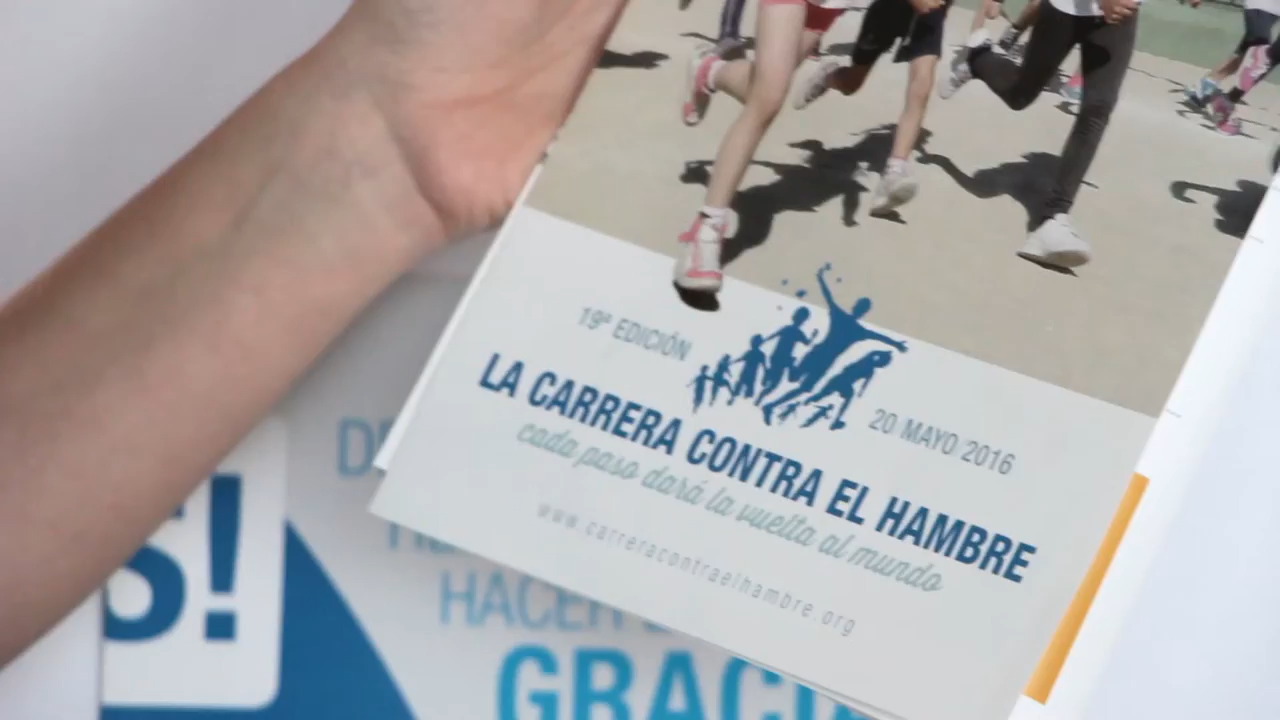 19ª EDICIÓN
20 MAYO 2016
LA CARRERA CONTRA EL HAMBRE
cada paso dará la vuelta al mundo
www.carreracontraelhambre.org
S!
DE
HACER
GRACI